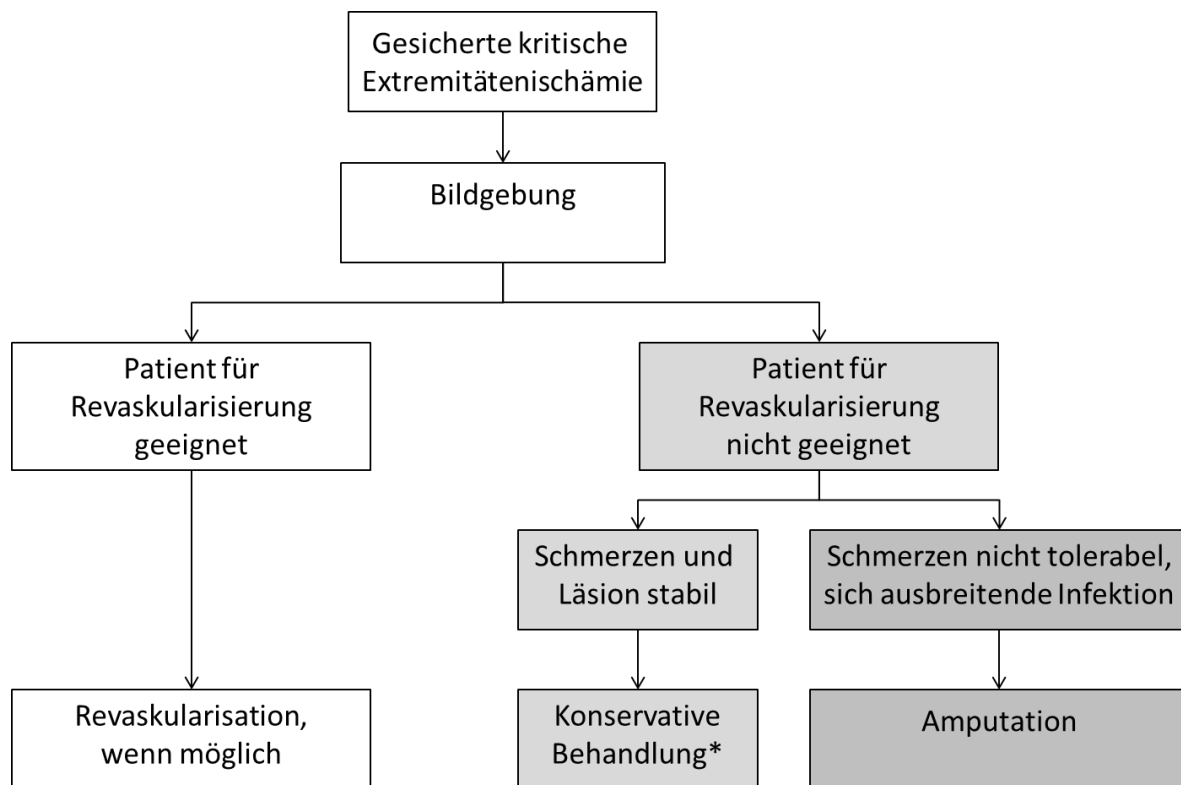 Gesicherte kritische
Extremitätenischämie
Bildgebung
Patient für
Revaskularisierung
geeignet
Patient für
Revaskularisierung
nicht geeignet
Schmerzen und
Läsion stabil
Schmerzen nicht tolerabel,
sich ausbreitende Infektion
Revaskularisation,
wenn möglich
Konservative
Behandlung*
Amputation